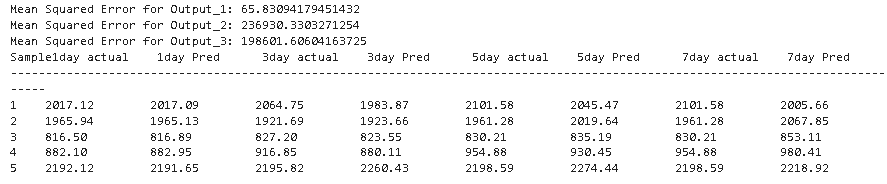 Mean Squared Error for Output_1: 65.83094179451432
Mean Squared Error for Output_2: 236930.3303271254
Mean Squared Error for Output_3: 198601.60604163725
Sample1day actual 1day Pred 3day actual 3day Pred 5day actual 5day Pred 7day actual 7day Pred
-----------------------------------------------------------------------------------------------------------------------------
-----
1 2017.12 2017.09 2064.75 1983.87 2101.58 2045.47 2101.58 2005.66
2 1965.94 1965.13 1921.69 1923.66 1961.28 2019.64 1961.28 2067.85
3 816.50 816.89 827.20 823.55 830.21 835.19 830.21 853.11
4 882.10 882.95 916.85 880.11 954.88 930.45 954.88 980.41
5 2192.12 2191.65 2195.82 2260.43 2198.59 2274.44 2198.59 2218.92